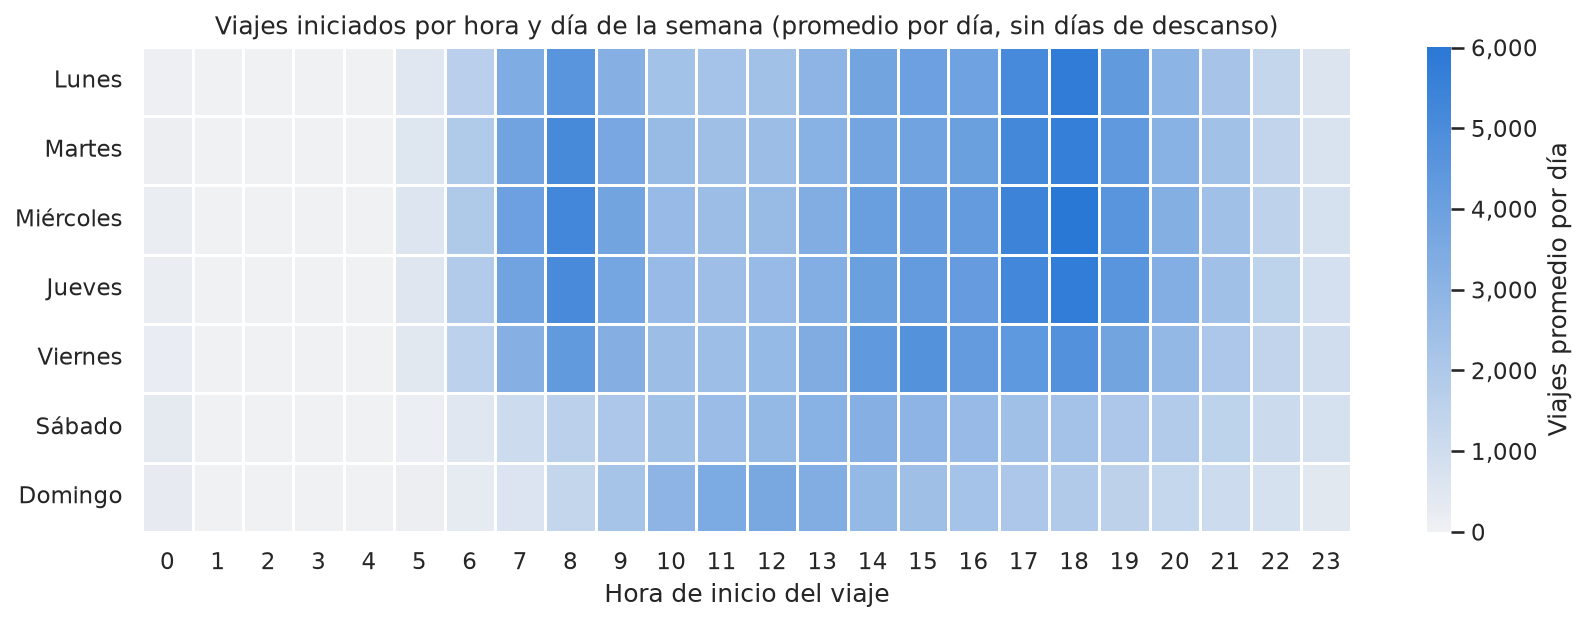 Viajes iniciados por hora y día de la semana (promedio por día, sin días de descanso)
Lunes
Martes
Miércoles
Jueves
Viernes
Sábado
Domingo
0 1 2 3 4 5 6 7 8 9 10 11 12 13 14 15 16 17 18 19 20 21 22 23
Hora de inicio del viaje
6,000
5,000
4,000
3,000
2,000
1,000
0
Viajes promedio por día